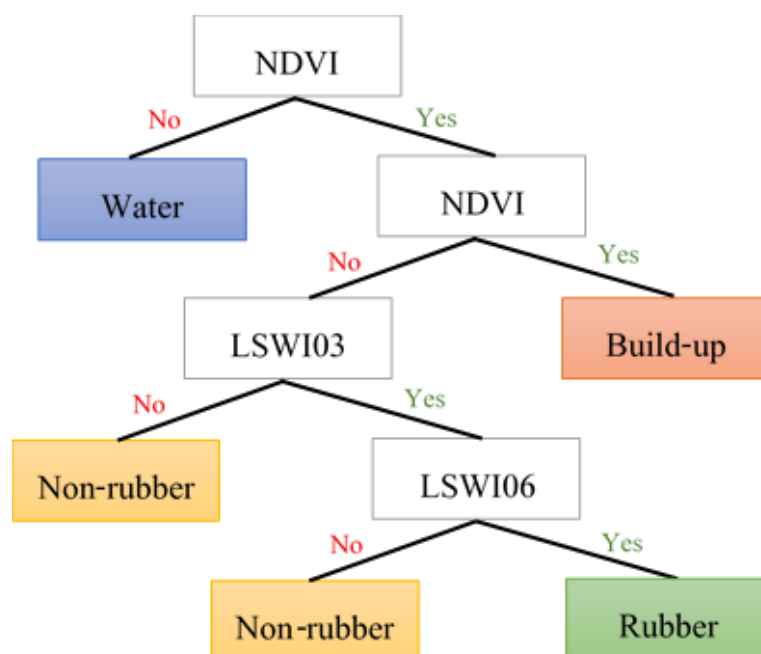 NDVI
No
Yes
Water
NDVI
No
Yes
LSWI03
Build-up
No
Yes
Non-rubber
LSWI06
No
Yes
Non-rubber
Rubber